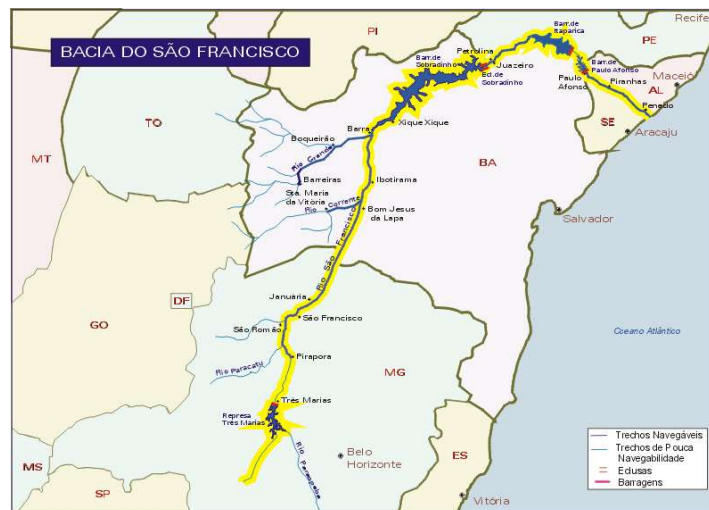 BACIA DO SÃO FRANCISCO
PI
PE
Recife
Barr. de
Itaparica
Petrolina
Barr. de
Sobradinho
Juazeiro
Ed. de
Sobradinho
Barr. de
Paulo Afonso
Paulo
Afonso
Piranhas
AL
Maceió
Penedo
SE
Aracaju
TO
MT
Boqueirão
Barra
Xique Xique
Rio Grande
BA
Barreiras
Ibotirama
Sta. Maria
da Vitória
Rio Corrente
Bom Jesus
da Lapa
Salvador
Rio São Francisco
DF
Januária
GO
São Francisco
São Romão
Oceano Atlântico
Pirapora
Rio Paracatu
MG
Três Marias
Represa
Três Marias
Rio Paraopeba
Belo
Horizonte
ES
MS
SP
Vitória
Trechos Navegáveis
Trechos de Pouca
Navegabilidade
Eclusas
Barragens